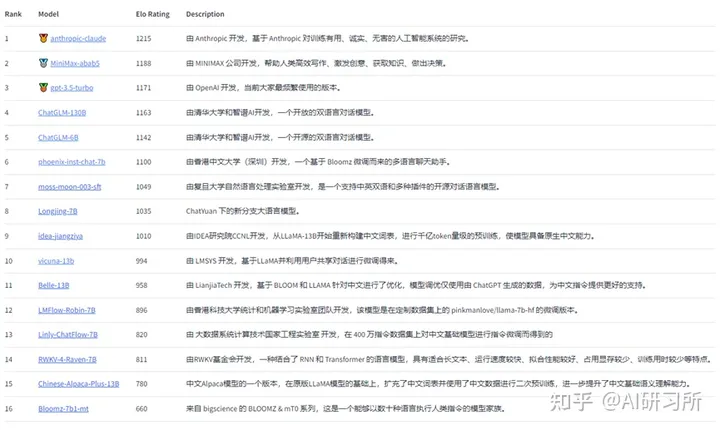 Rank Model Elo Rating Description
1 anthropic-claude 1215 由 Anthropic 开发，基于 Anthropic 对训练有用、诚实、无害的人工智能系统的研究。
2 MiniMax-abab5 1188 由 MINIMAX 公司开发，帮助人类高效写作、激发创意、获取知识、做出决策。
3 gpt-3.5-turbo 1171 由 OpenAI 开发，当前大家最频繁使用的版本。
4 ChatGLM-130B 1163 由清华大学和智谱AI开发，一个开放的双语言对话模型。
5 ChatGLM-6B 1142 由清华大学和智谱AI开发，一个开源的双语言对话模型。
6 phoenix-inst-chat-7b 1100 由香港中文大学（深圳）开发，一个基于 Bloomz 微调而来的多语言聊天助手。
7 moss-moon-003-sft 1049 由复旦大学自然语言处理实验室开发，是一个支持中英双语和多种插件的开源对话语言模型。
8 Longjing-7B 1035 ChatYuan 下的新分支大语言模型。
9 idea-jiangziya 1010 由IDEA研究院CCNL开发，从LLaMA-13B开始重新构建中文词表，进行千亿token量级的预训练，使模型具备原生中文能力。
10 vicuna-13b 994 由 LMSYS 开发，基于LLaMA并利用用户共享对话进行微调得来。
11 Belle-13B 958 由 LianjiaTech 开发，基于 BLOOM 和 LLAMA 针对中文进行了优化，模型调优仅使用由 ChatGPT 生成的数据，为中文指令提供更好的支持。
12 LMFlow-Robin-7B 896 由香港科技大学统计和机器学习实验室团队开发，该模型是在定制数据集上的 pinkmanlove/llama-7b-hf 的微调版本。
13 Linly-ChatFlow-7B 820 由 大数据系统计算技术国家工程实验室 开发，在 400 万指令数据集上对中文基础模型进行指令微调而得到的
14 RWKV-4-Raven-7B 811 由RWKV基金会开发，一种结合了 RNN 和 Transformer 的语言模型，具有适合长文本、运行速度较快、拟合性能较好、占用显存较少、训练用时较少等特点。
15 Chinese-Alpaca-Plus-13B 780 中文Alpaca模型的一个版本，在原版LLaMA模型的基础上，扩充了中文词表并使用了中文数据进行二次预训练，进一步提升了中文基础语义理解能力。
16 Bloomz-7b1-mt 660 来自 bigscience 的 BLOOMZ & mT0 系列，这是一个能够以数十种语言执行人类指令的模型家族。
知乎 @AI研习所